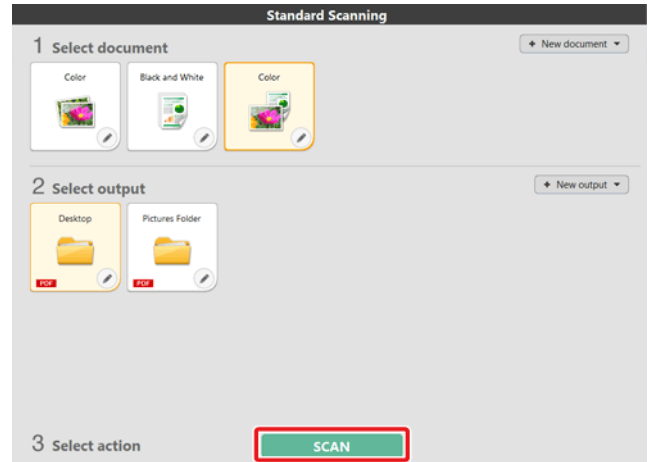 Standard Scanning
1 Select document
+ New document
Color
Black and White
Color
2 Select output
+ New output
Desktop
Pictures Folder
PDF
PDF
3 Select action
SCAN